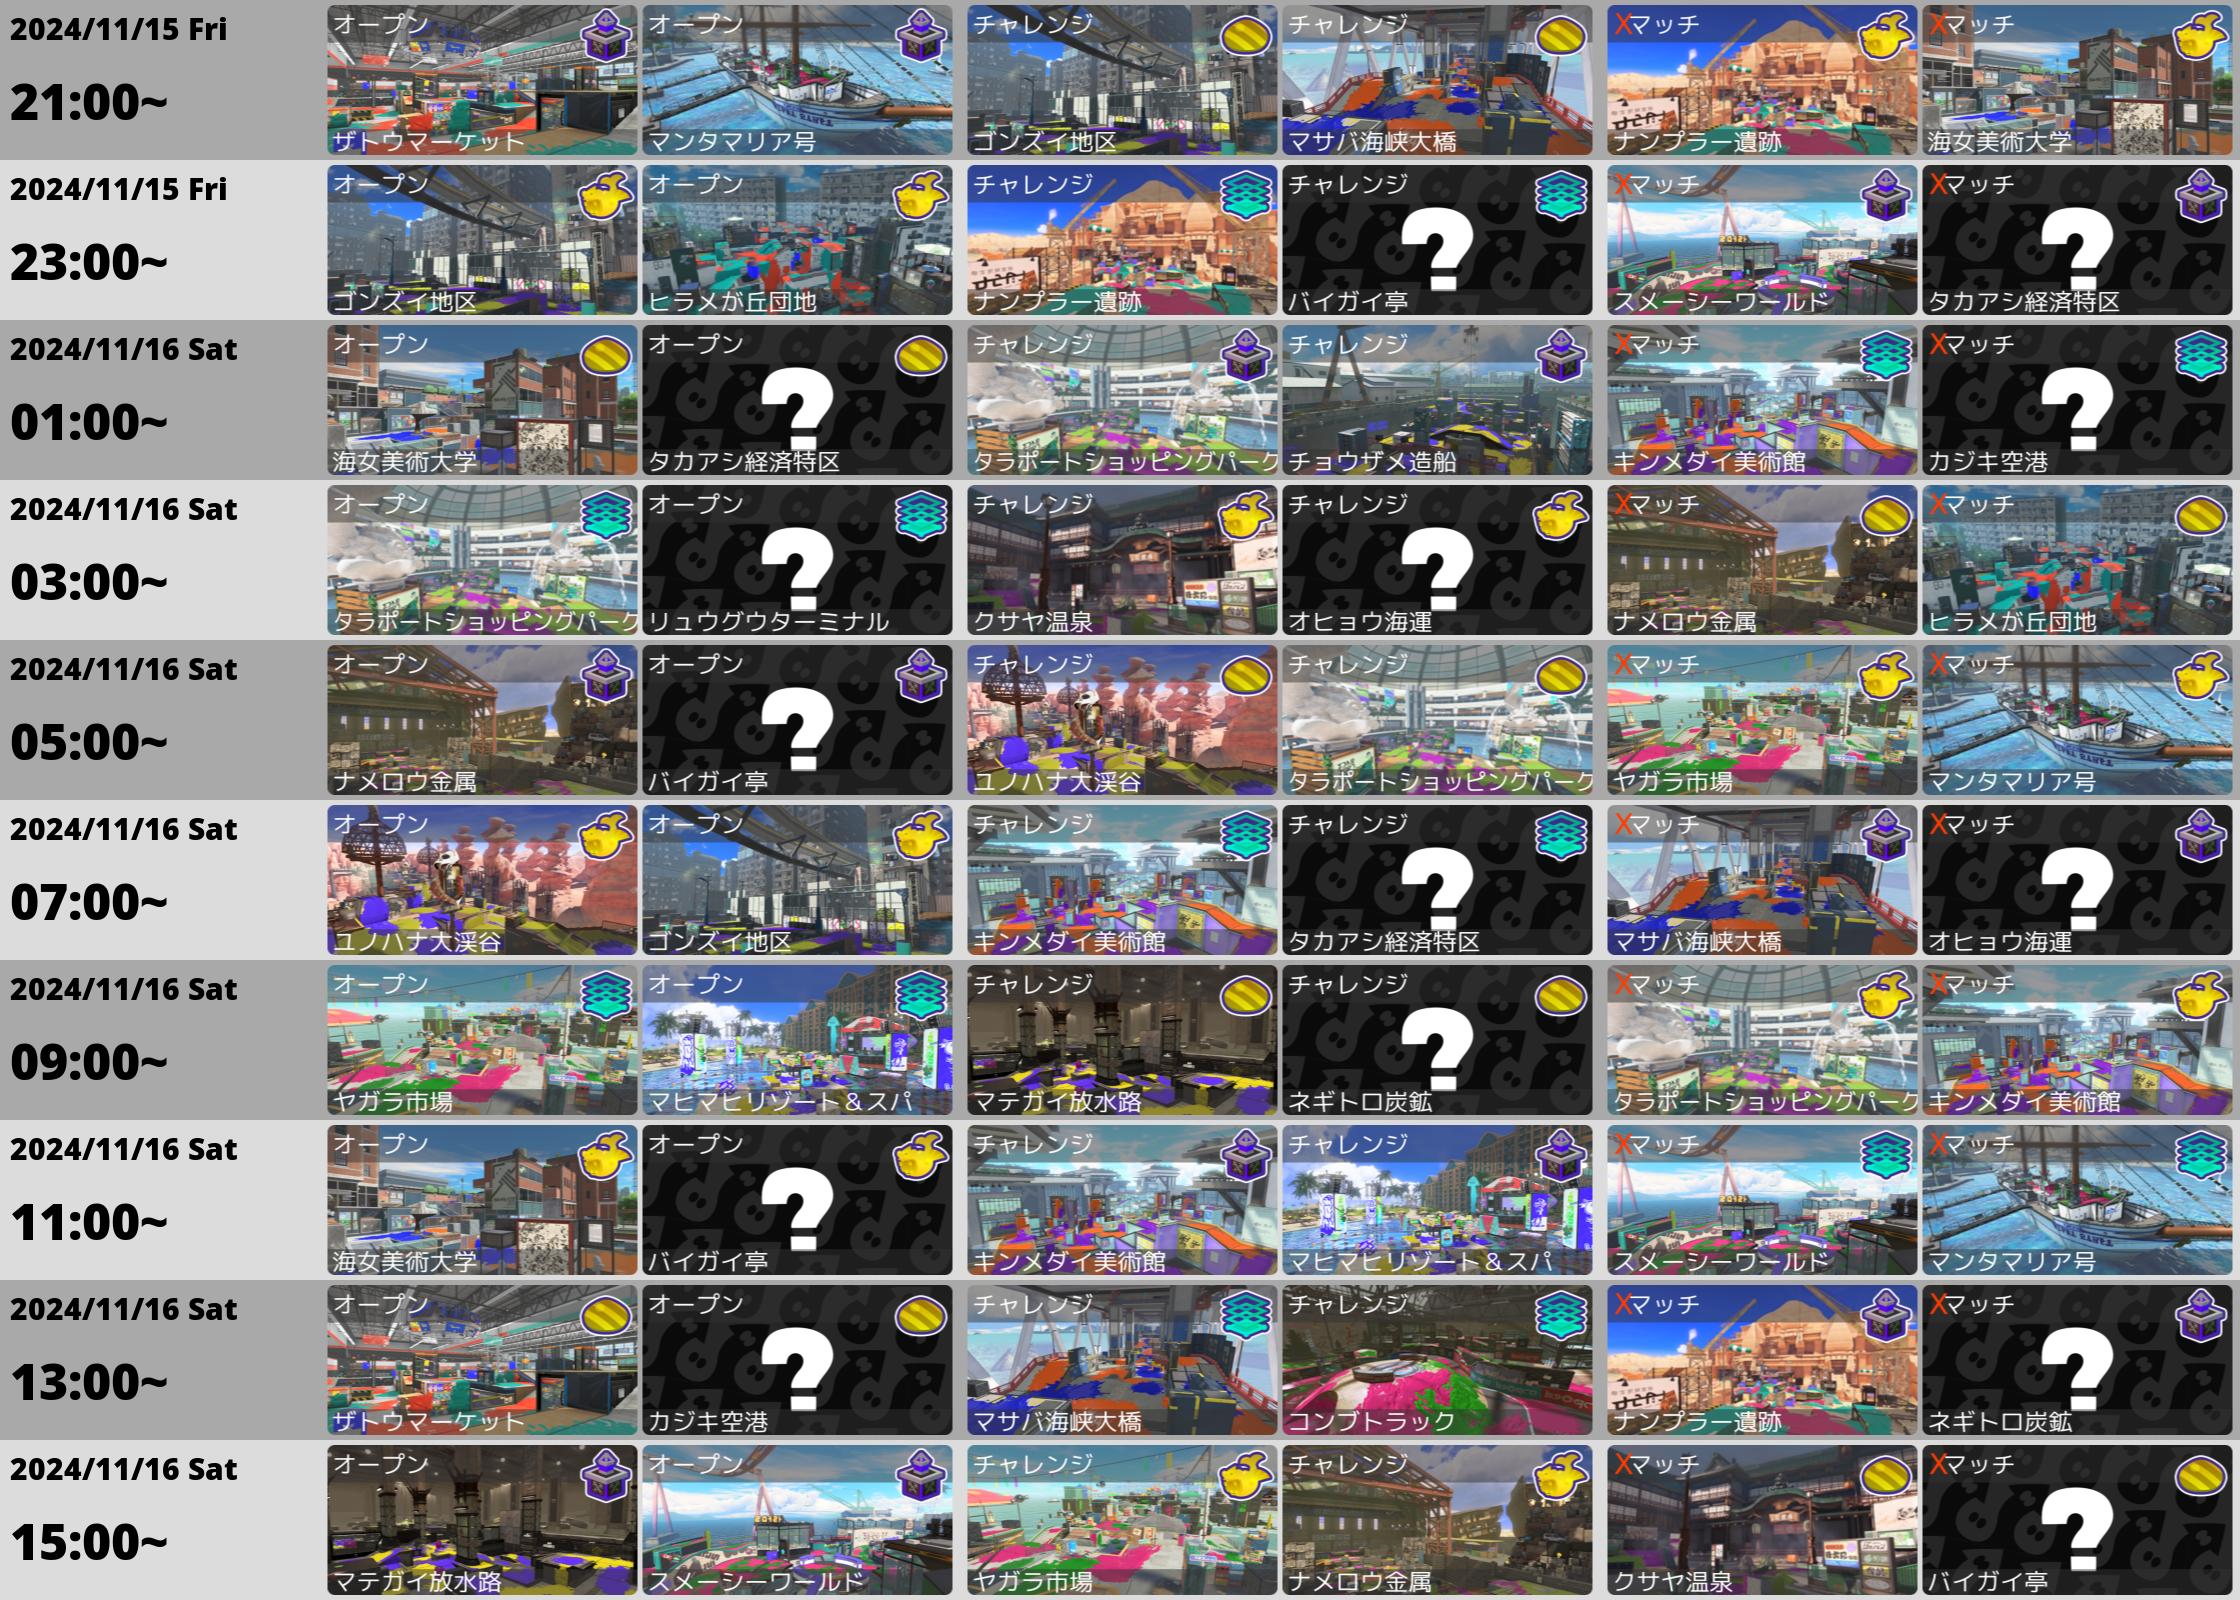 2024/11/15 Fri
21:00~
オープン
ザトウマーケット
オープン
マンタマリア号
チャレンジ
ゴンズイ地区
チャレンジ
マサバ海峡大橋
Xマッチ
ナンプラー遺跡
Xマッチ
海女美術大学
2024/11/15 Fri
23:00~
オープン
ゴンズイ地区
オープン
ヒラメが丘団地
チャレンジ
ナンプラー遺跡
チャレンジ
?
バイガイ亭
Xマッチ
スメーシーワールド
Xマッチ
?
タカアシ経済特区
2024/11/16 Sat
01:00~
オープン
海女美術大学
オープン
?
タカアシ経済特区
チャレンジ
タラポートショッピングパーク
チャレンジ
チョウザメ造船
Xマッチ
キンメダイ美術館
Xマッチ
?
カジキ空港
2024/11/16 Sat
03:00~
オープン
タラポートショッピングパーク
オープン
?
リュウグウターミナル
チャレンジ
クサヤ温泉
チャレンジ
?
オヒョウ海運
Xマッチ
ナメロウ金属
Xマッチ
ヒラメが丘団地
2024/11/16 Sat
05:00~
オープン
ナメロウ金属
オープン
?
バイガイ亭
チャレンジ
ユノハナ大渓谷
チャレンジ
タラポートショッピングパーク
Xマッチ
ヤガラ市場
Xマッチ
マンタマリア号
2024/11/16 Sat
07:00~
オープン
ユノハナ大渓谷
オープン
ゴンズイ地区
チャレンジ
キンメダイ美術館
チャレンジ
?
タカアシ経済特区
Xマッチ
マサバ海峡大橋
Xマッチ
?
オヒョウ海運
2024/11/16 Sat
09:00~
オープン
ヤガラ市場
オープン
マヒマヒリゾート＆スパ
チャレンジ
マテガイ放水路
チャレンジ
?
ネギトロ炭鉱
Xマッチ
タラポートショッピングパーク
Xマッチ
キンメダイ美術館
2024/11/16 Sat
11:00~
オープン
海女美術大学
オープン
?
バイガイ亭
チャレンジ
キンメダイ美術館
チャレンジ
マヒマヒリゾート＆スパ
Xマッチ
スメーシーワールド
Xマッチ
マンタマリア号
2024/11/16 Sat
13:00~
オープン
ザトウマーケット
オープン
?
カジキ空港
チャレンジ
マサバ海峡大橋
チャレンジ
コンブトラック
Xマッチ
ナンプラー遺跡
Xマッチ
?
ネギトロ炭鉱
2024/11/16 Sat
15:00~
オープン
マテガイ放水路
オープン
スメーシーワールド
チャレンジ
ヤガラ市場
チャレンジ
ナメロウ金属
Xマッチ
クサヤ温泉
Xマッチ
?
バイガイ亭